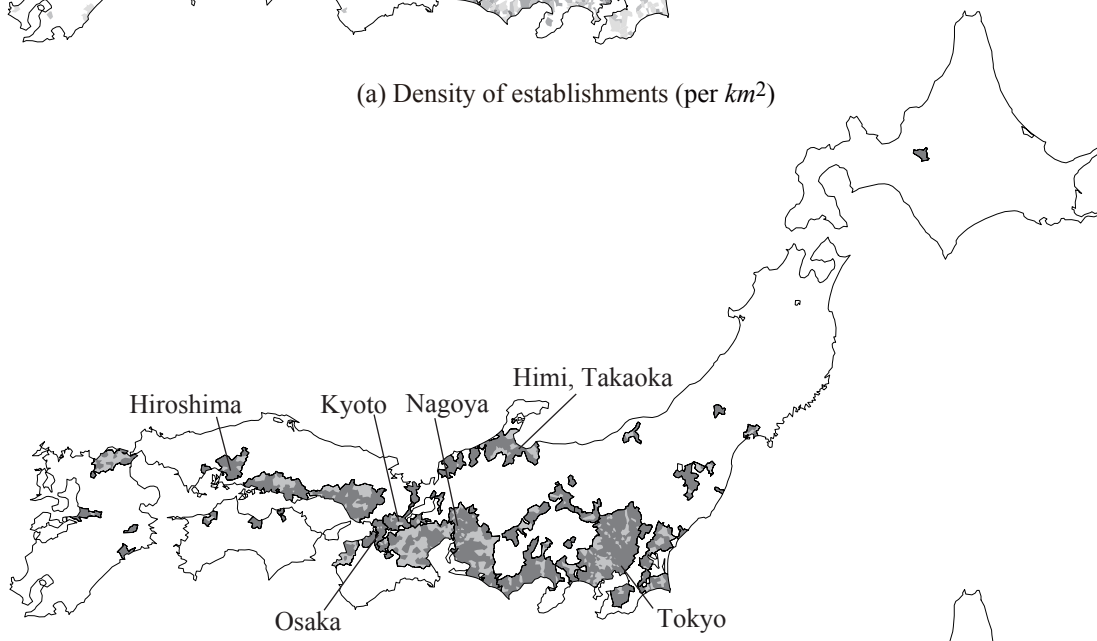 (a) Density of establishments (per km²)
Himi, Takaoka
Hiroshima
Kyoto
Nagoya
Osaka
Tokyo